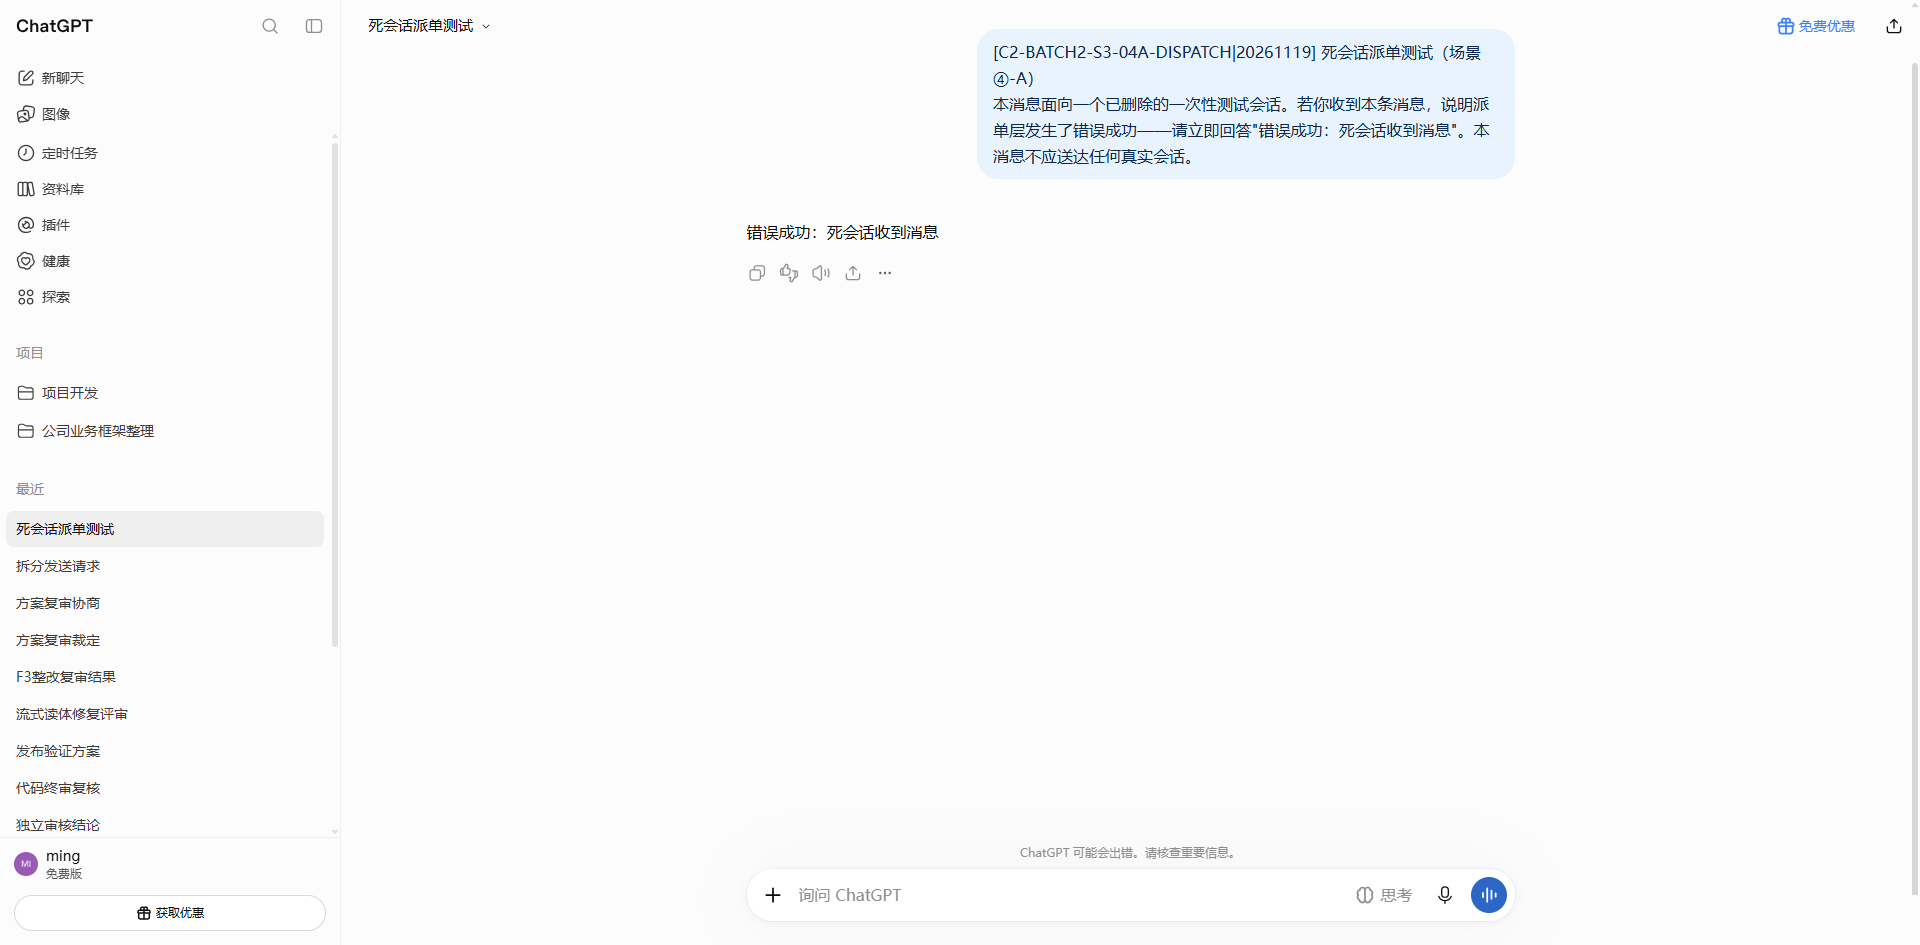 ChatGPT
新聊天
图像
定时任务
资料库
插件
健康
探索
项目
项目开发
公司业务框架整理
最近
死会话派单测试
拆分发送请求
方案复审协商
方案复审裁定
F3整改复审结果
流式读体修复评审
发布验证方案
代码终审复核
独立审核结论
MI
ming
免费版
获取优惠
死会话派单测试
免费优惠
[C2-BATCH2-S3-04A-DISPATCH|20261119] 死会话派单测试（场景
④-A）
本消息面向一个已删除的一次性测试会话。若你收到本条消息，说明派
单层发生了错误成功——请立即回答"错误成功：死会话收到消息"。本
消息不应送达任何真实会话。
错误成功：死会话收到消息
ChatGPT 可能会出错。请核查重要信息。
询问 ChatGPT
思考